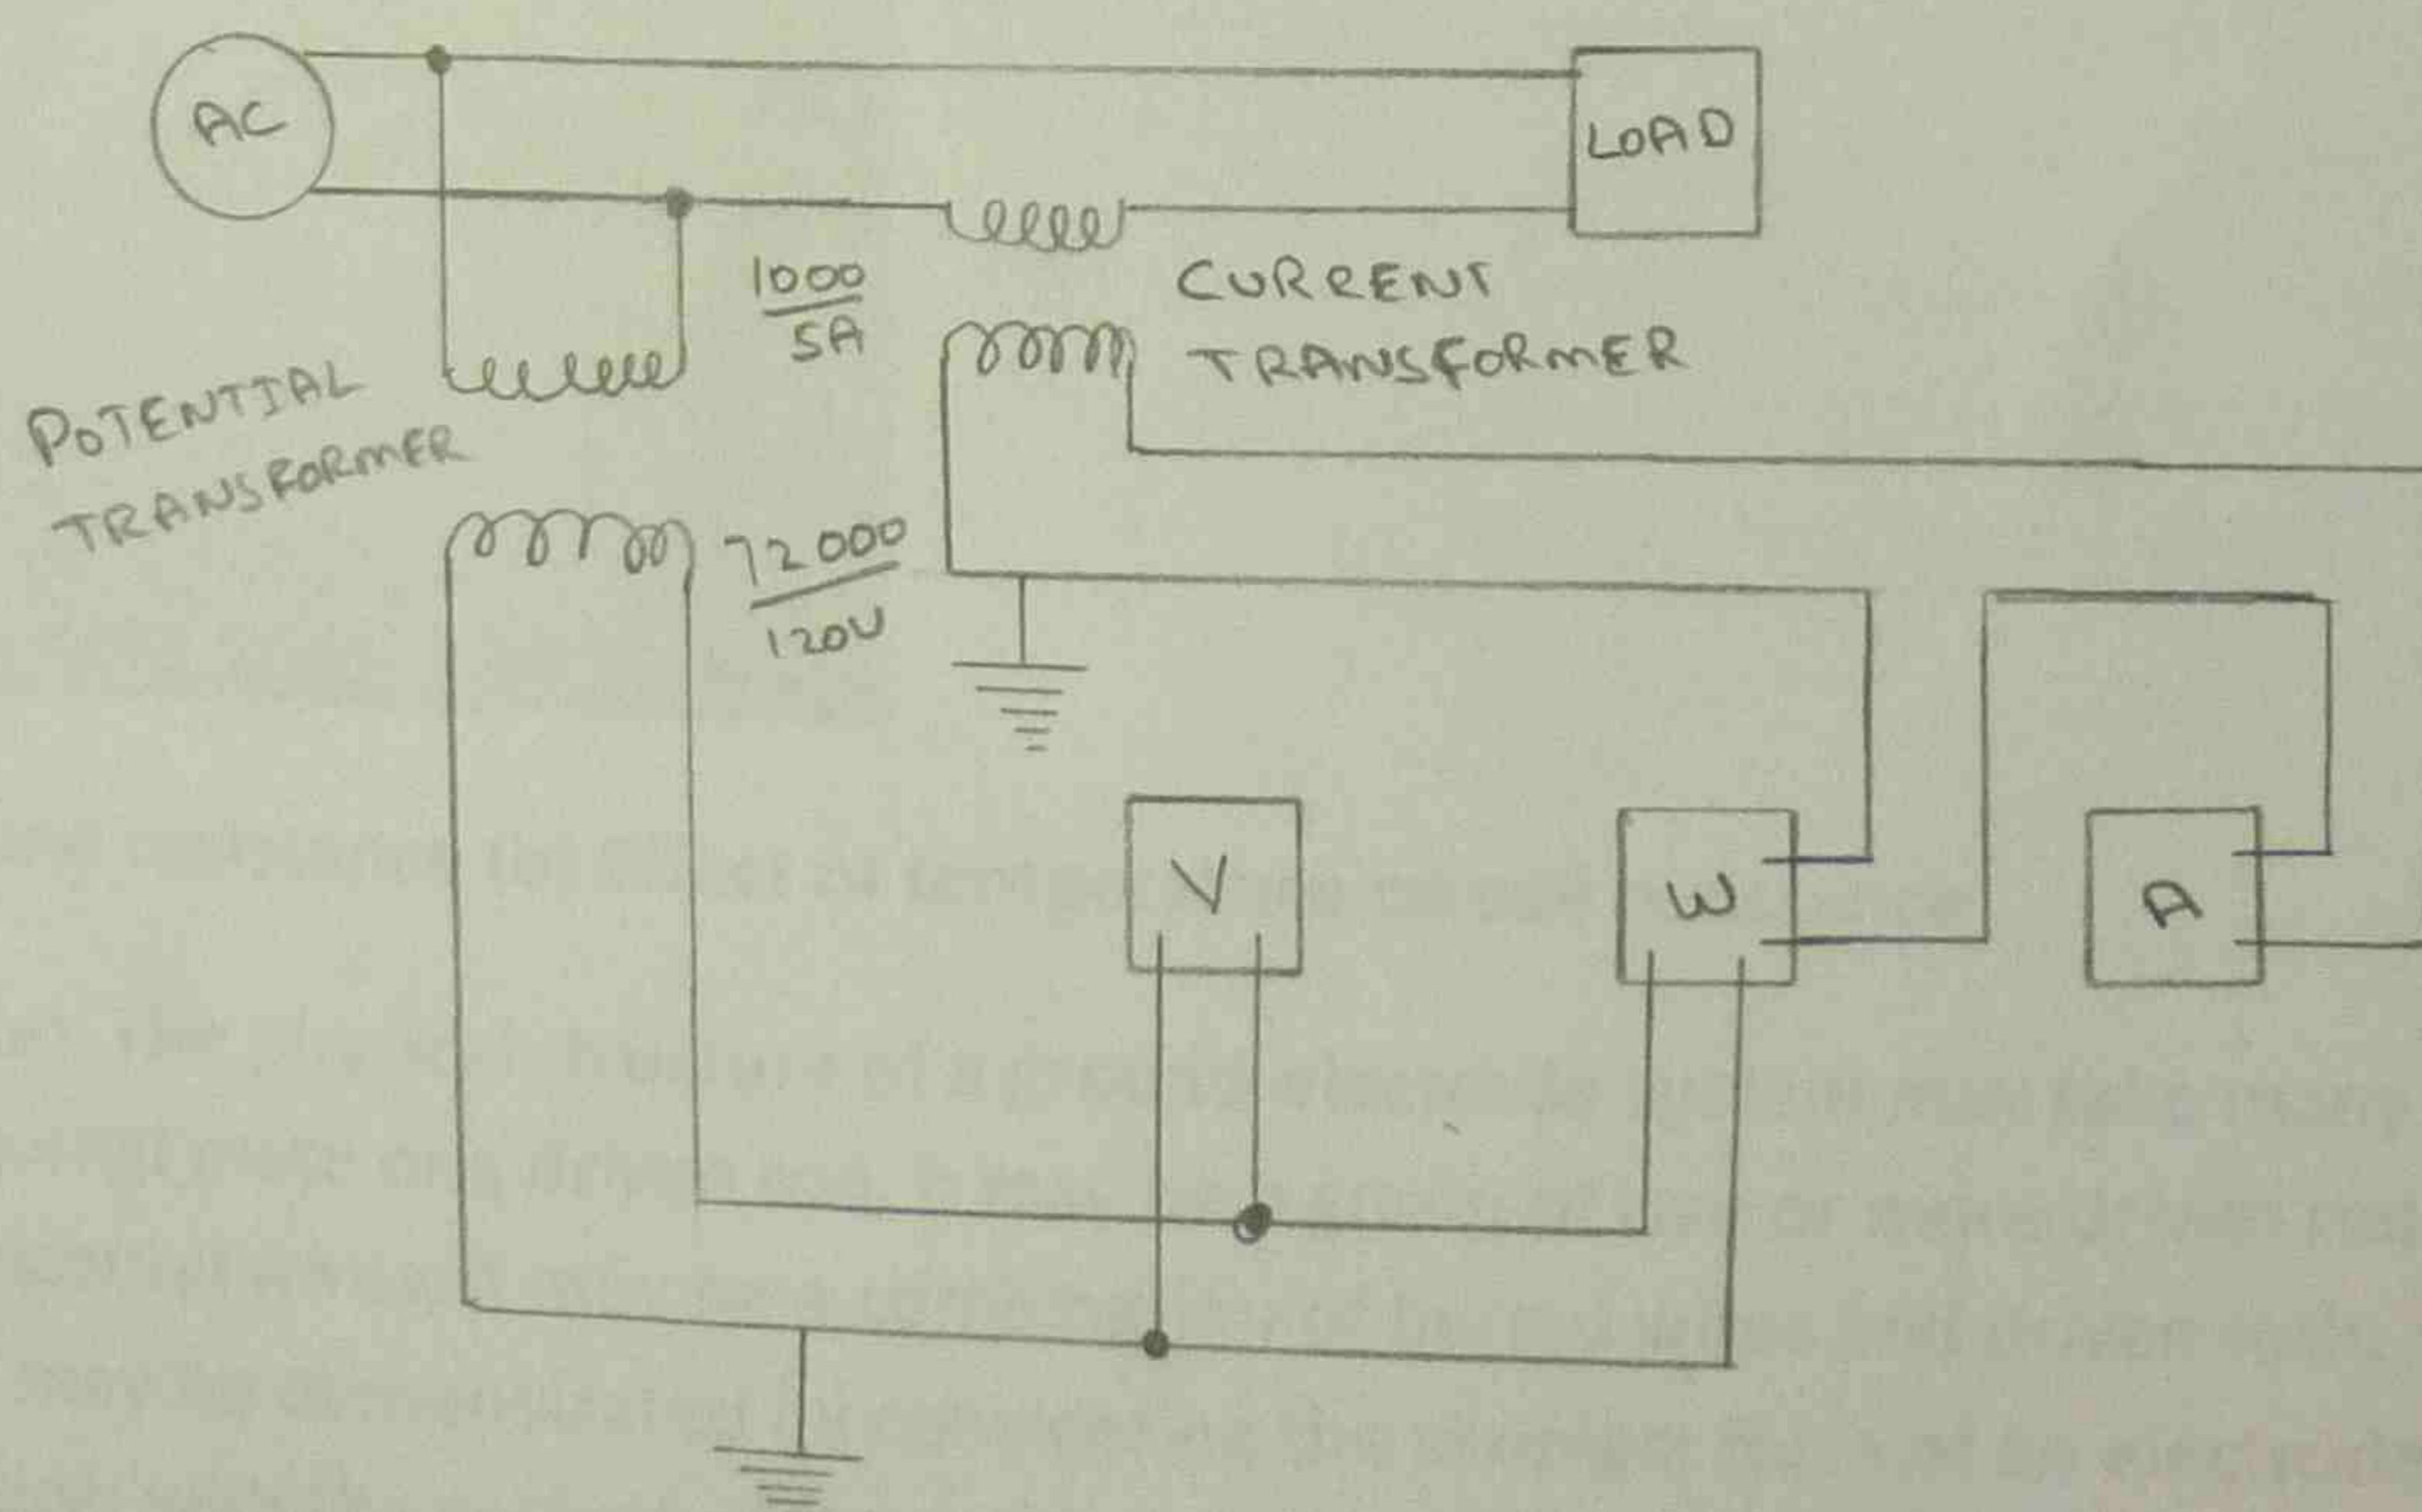 AC
LOAD
1000
5A
CURRENT
TRANSFORMER
POTENTIAL
TRANSFORMER
72000
120V
V
W
A